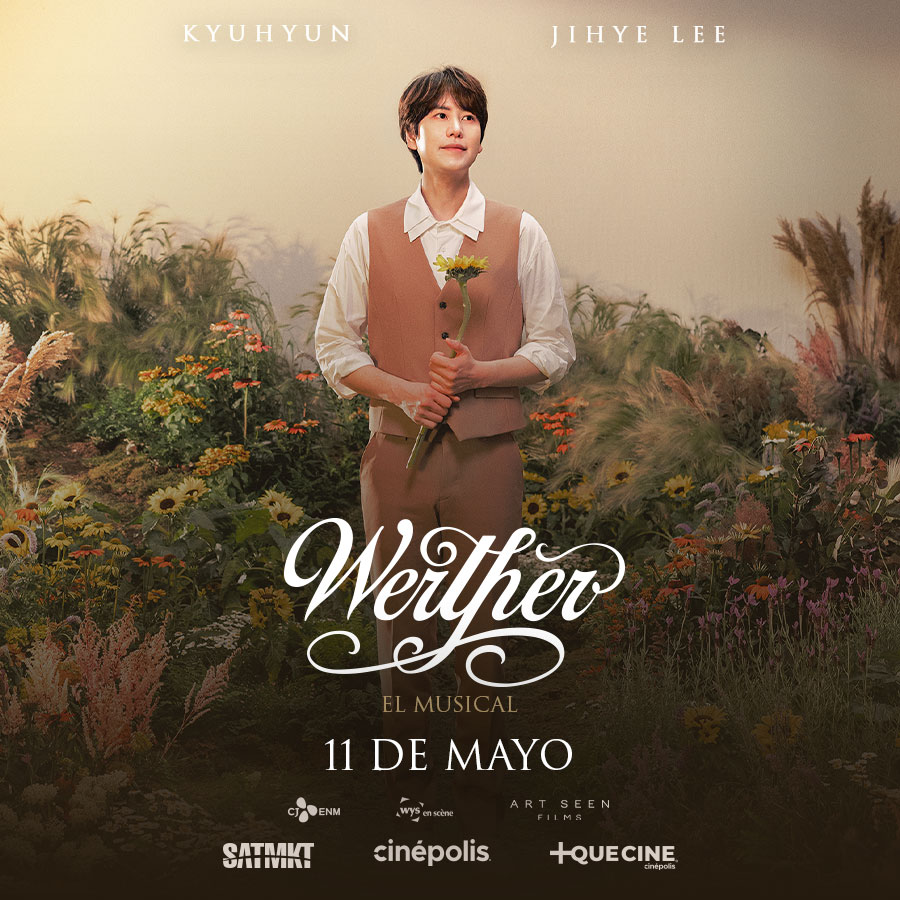 KYUHYUN
JIHYE LEE
Werther
EL MUSICAL
11 DE MAYO
CJ ENM
wys en scène
ART SEEN
FILMS
SATMKT
cinépolis
+QUE CINE
cinépolis